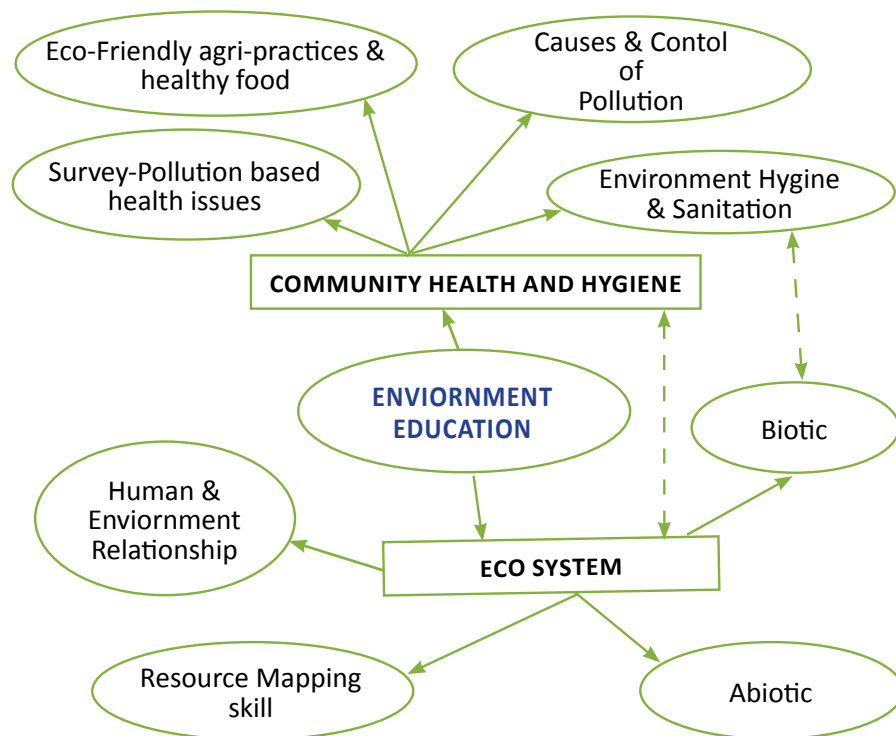 Eco-Friendly agri-practices &
healthy food
Causes & Contol
of
Pollution
Survey-Pollution based
health issues
Environment Hygine
& Sanitation
COMMUNITY HEALTH AND HYGIENE
ENVIORNMENT
EDUCATION
Biotic
Human &
Enviornment
Relationship
ECO SYSTEM
Resource Mapping
skill
Abiotic